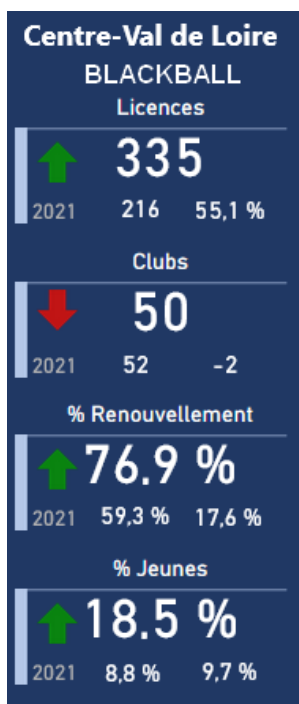 Centre-Val de Loire
BLACKBALL
Licences
335
2021 216 55,1 %
Clubs
50
2021 52 -2
% Renouvellement
76.9 %
2021 59,3 % 17,6 %
% Jeunes
18.5 %
2021 8,8 % 9,7 %